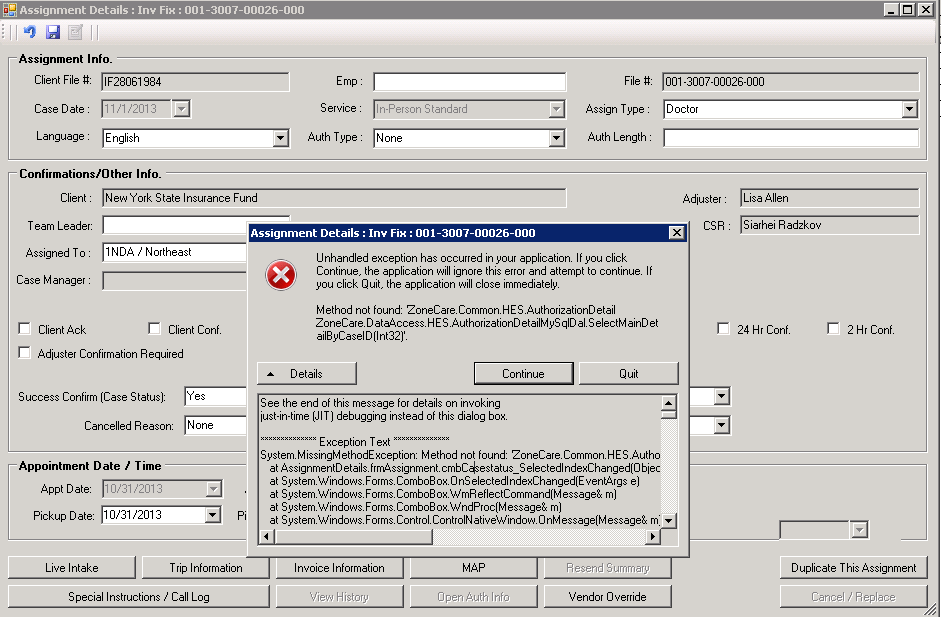 Assignment Details : Inv Fix : 001-3007-00026-000
Assignment Info.
Client File #: IF28061984 Emp : File #: 001-3007-00026-000
Case Date : 11/1/2013 Service : In-Person Standard Assign Type : Doctor
Language : English Auth Type : None Auth Length :
Confirmations/Other Info.
Client : New York State Insurance Fund Adjuster : Lisa Allen
Team Leader: CSR : Siarhei Radzkov
Assigned To : 1NDA / Northeast
Case Manager :
Client Ack Client Conf. 24 Hr Conf. 2 Hr Conf.
Adjuster Confirmation Required
Success Confirm (Case Status): Yes
Cancelled Reason: None
Appointment Date / Time
Appt Date: 10/31/2013
Pickup Date: 10/31/2013
Assignment Details : Inv Fix : 001-3007-00026-000
Unhandled exception has occurred in your application. If you click
Continue, the application will ignore this error and attempt to continue. If
you click Quit, the application will close immediately.
Method not found: 'ZoneCare.Common.HES.AuthorizationDetail
ZoneCare.DataAccess.HES.AuthorizationDetailMySqlDal.SelectMainDet
ailByCaseID(Int32)'.
Details Continue Quit
See the end of this message for details on invoking
just-in-time (JIT) debugging instead of this dialog box.
************** Exception Text **************
System.MissingMethodException: Method not found: 'ZoneCare.Common.HES.Autho
at AssignmentDetails.frmAssignment.cmbCasestatus_SelectedIndexChanged(Objec
at System.Windows.Forms.ComboBox.OnSelectedIndexChanged(EventArgs e)
at System.Windows.Forms.ComboBox.WmReflectCommand(Message& m)
at System.Windows.Forms.ComboBox.WndProc(Message& m)
at System.Windows.Forms.Control.ControlNativeWindow.OnMessage(Message& m
Live Intake Trip Information Invoice Information MAP Resend Summary Duplicate This Assignment
Special Instructions / Call Log View History Open Auth Info Vendor Override Cancel / Replace